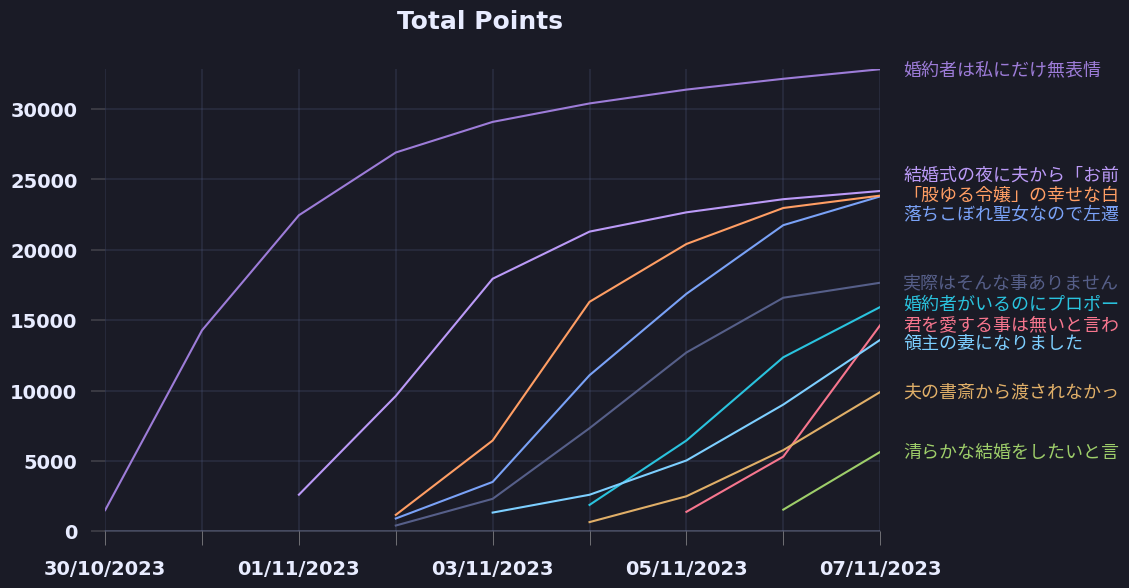 Total Points
30000
25000
20000
15000
10000
5000
0
30/10/2023
01/11/2023
03/11/2023
05/11/2023
07/11/2023
婚約者は私にだけ無表情
結婚式の夜に夫から「お前
「股ゆる令嬢」の幸せな白
落ちこぼれ聖女なので左遷
実際はそんな事ありません
婚約者がいるのにプロポー
君を愛する事は無いと言わ
領主の妻になりました
夫の書斎から渡されなかっ
清らかな結婚をしたいと言